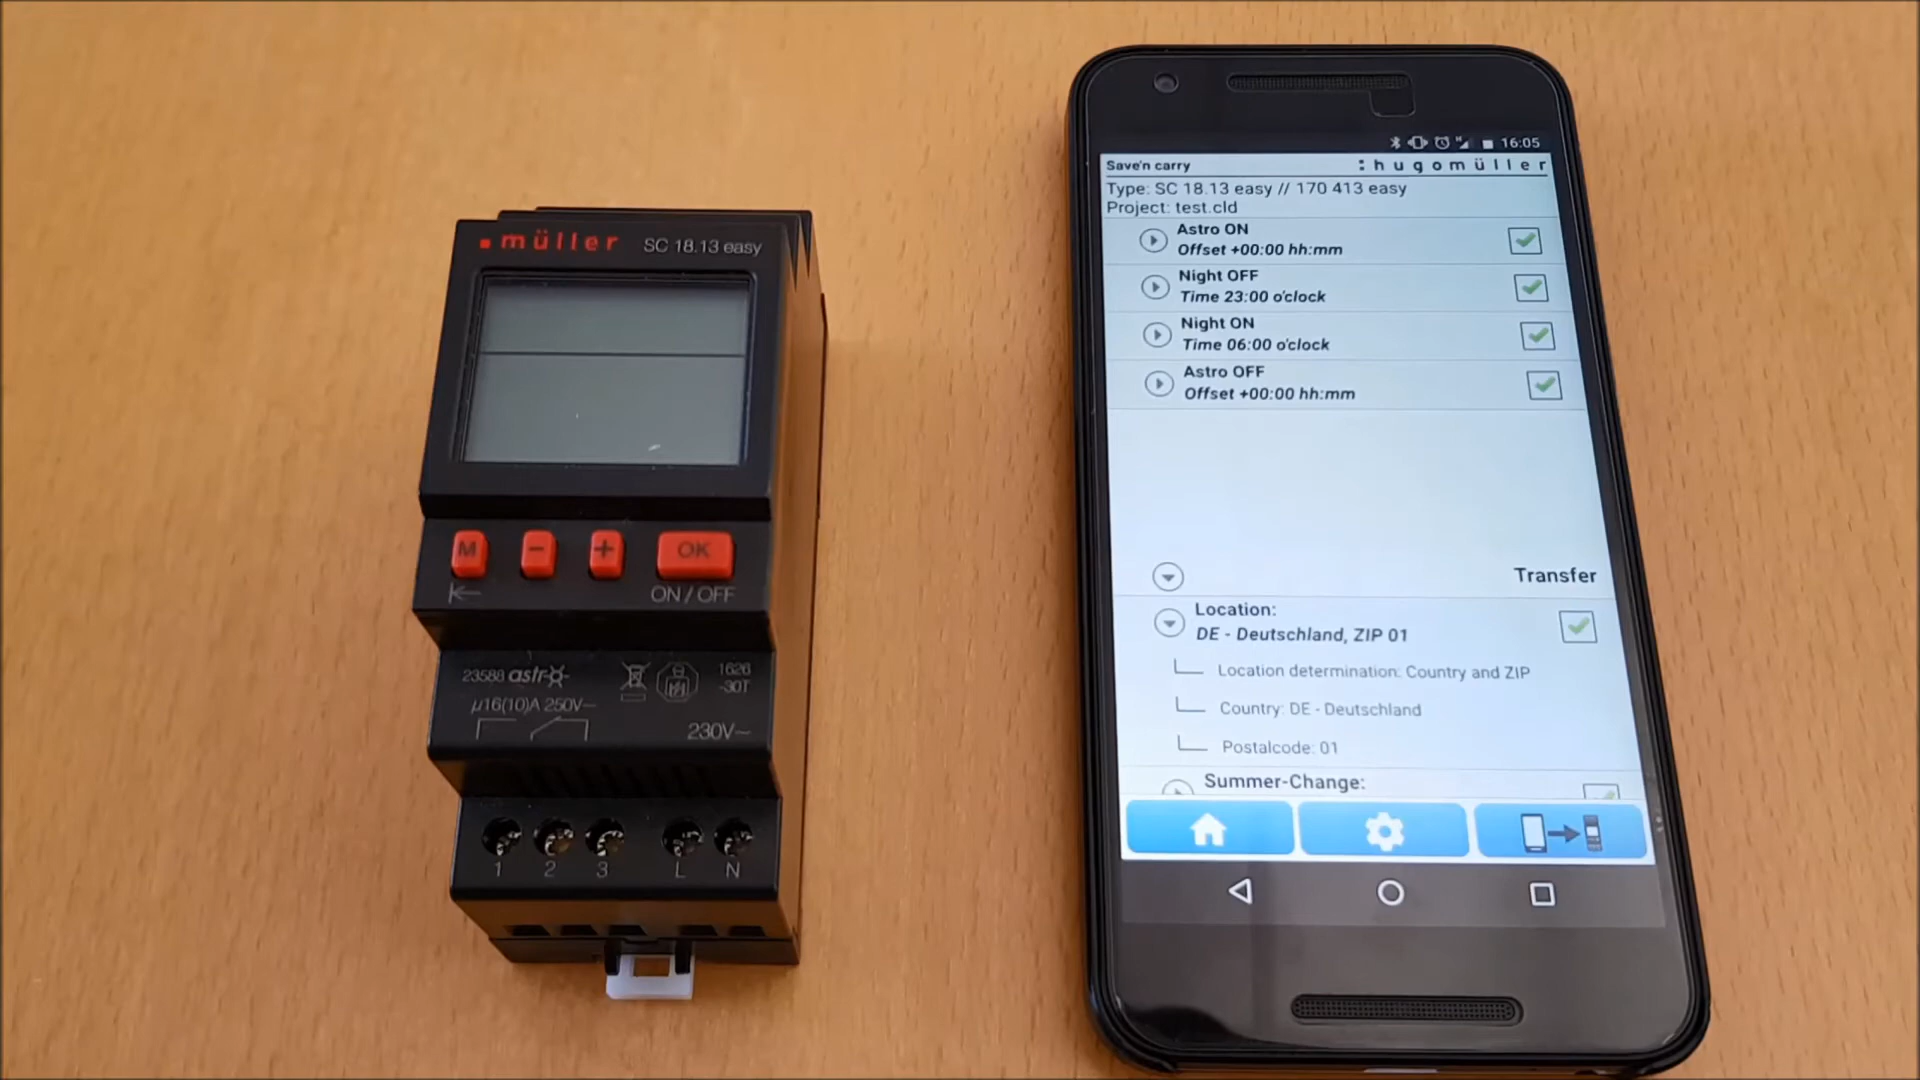 müller SC 18.13 easy
M - + OK
ON / OFF
23588 astro
1626
-30T
µ16(10)A 250V~
230V~
1 2 3 L N
16:05
Save'n carry :hugomüller
Type: SC 18.13 easy // 170 413 easy
Project: test.cld
Astro ON
Offset +00:00 hh:mm
Night OFF
Time 23:00 o'clock
Night ON
Time 06:00 o'clock
Astro OFF
Offset +00:00 hh:mm
Transfer
Location:
DE - Deutschland, ZIP 01
Location determination: Country and ZIP
Country: DE - Deutschland
Postalcode: 01
Summer-Change: